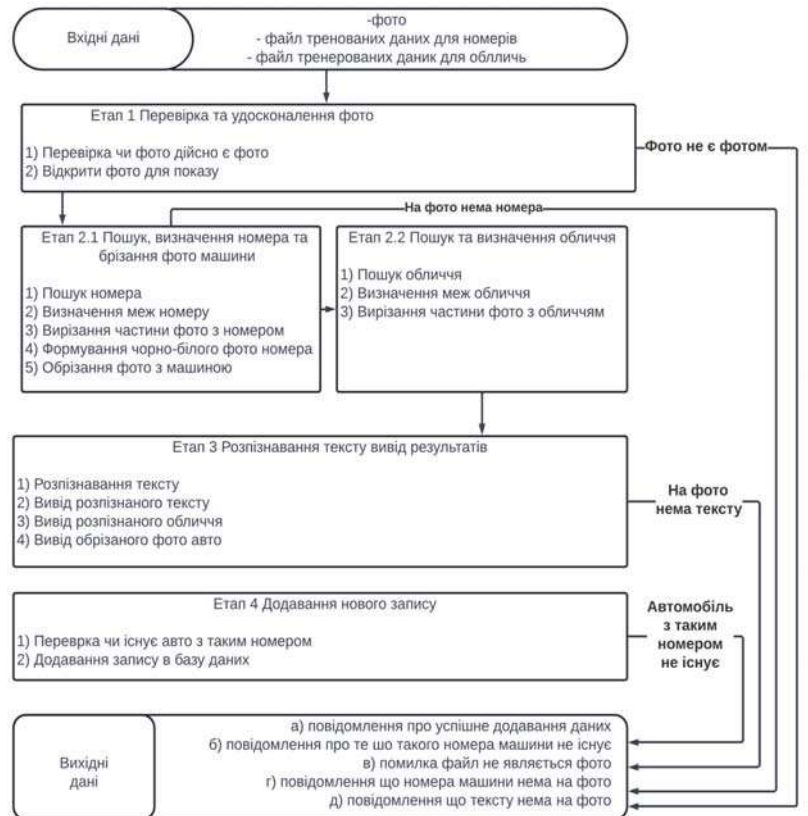 Вхідні дані
-фото
- файл тренованих даних для номерів
- файл тренерованих даник для облличь
Етап 1 Перевірка та удосконалення фото
1) Перевірка чи фото дійсно є фото
2) Відкрити фото для показу
Фото не є фотом
На фото нема номера
Етап 2.1 Пошук, визначення номера та
брізання фото машини
1) Пошук номера
2) Визначення меж номеру
3) Вирізання частини фото з номером
4) Формування чорно-білого фото номера
5) Обрізання фото з машиною
Етап 2.2 Пошук та визначення обличчя
1) Пошук обличчя
2) Визначення меж обличчя
3) Вирізання частини фото з обличчям
Етап 3 Розпізнавання тексту вивід результатів
1) Розпізнавання тексту
2) Вивід розпізнаного тексту
3) Вивід розпізнаного обличчя
4) Вивід обрізаного фото авто
На фото
нема тексту
Етап 4 Додавання нового запису
1) Переврка чи існує авто з таким номером
2) Додавання запису в базу даних
Автомобіль
з таким
номером
не існує
Вихідні
дані
а) повідомлення про успішне додавання даних
б) повідомлення про те шо такого номера машини не існує
в) помилка файл не являється фото
г) повідомлення що номера машини нема на фото
д) повідомлення що тексту нема на фото